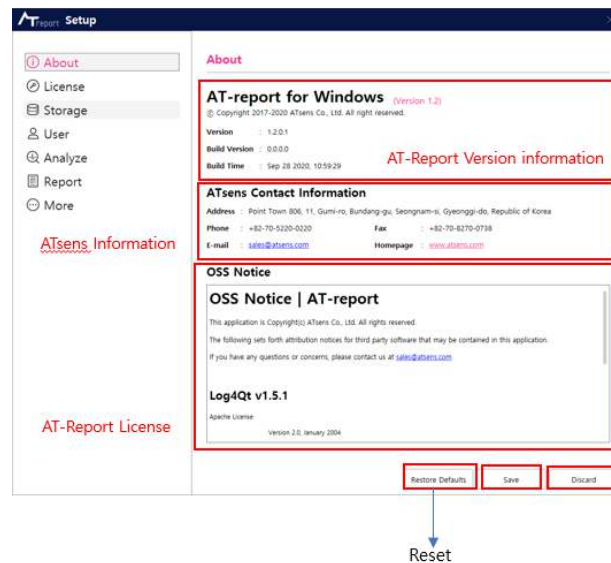 ATreport Setup
About
License
Storage
User
Analyze
Report
More
ATsens Information
AT-Report License
About
AT-report for Windows (Version 1.2)
© Copyright 2017-2020 ATsens Co., Ltd. All right reserved.
Version : 1.2.0.1
Build Version : 0.0.0.0
Build Time : Sep 28 2020, 10:59:29
AT-Report Version information
ATsens Contact Information
Address : Point Town 806, 11, Gumi-ro, Bundang-gu, Seongnam-si, Gyeonggi-do, Republic of Korea
Phone : +82-70-5220-0220 Fax : +82-70-8270-0738
E-mail : sales@atsens.com Homepage : www.atsens.com
OSS Notice
OSS Notice | AT-report
This application is Copyright(c) ATsens Co., Ltd. All rights reserved.
The following sets forth attribution notices for third party software that may be contained in this application.
If you have any questions or concerns, please contact us at sales@atsens.com
Log4Qt v1.5.1
Apache License
Version 2.0, January 2004
Restore Defaults Save Discard
Reset